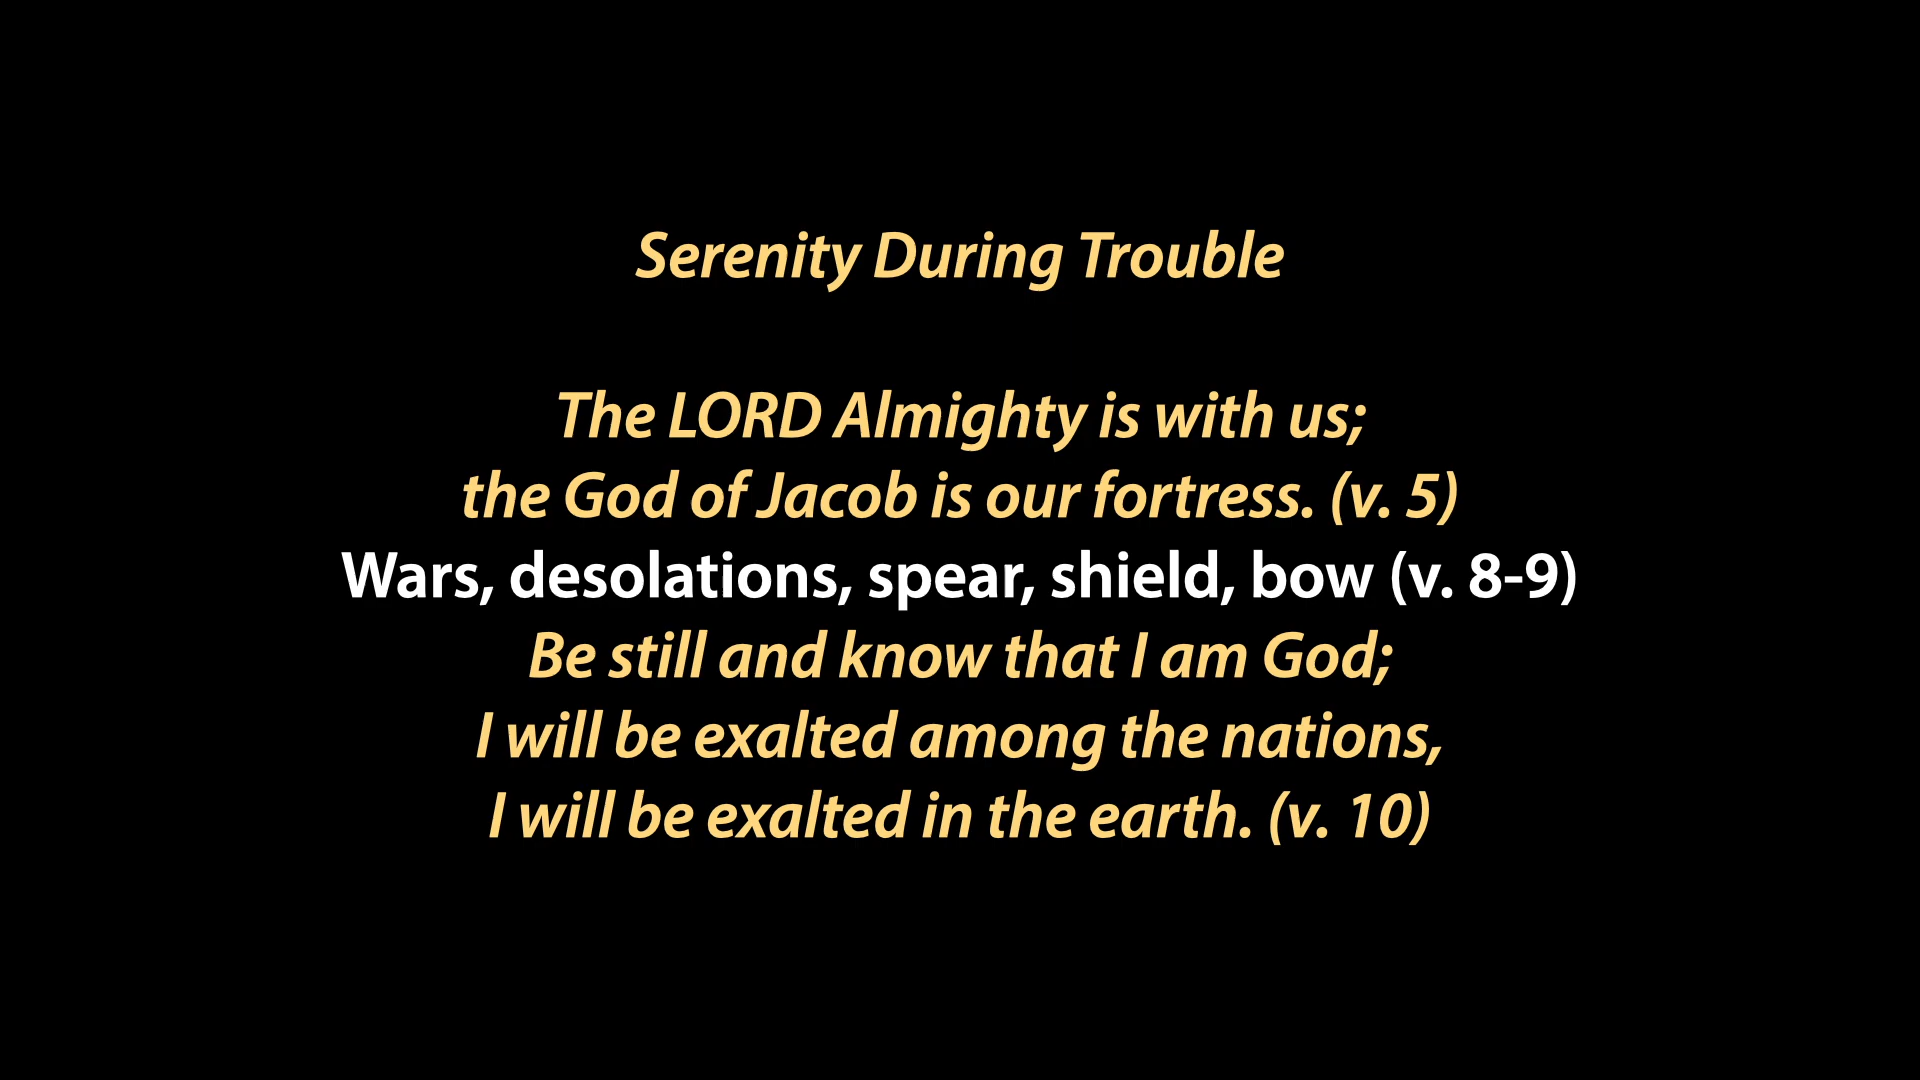 Serenity During Trouble
The LORD Almighty is with us;
the God of Jacob is our fortress. (v. 5)
Wars, desolations, spear, shield, bow (v. 8-9)
Be still and know that I am God;
I will be exalted among the nations,
I will be exalted in the earth. (v. 10)